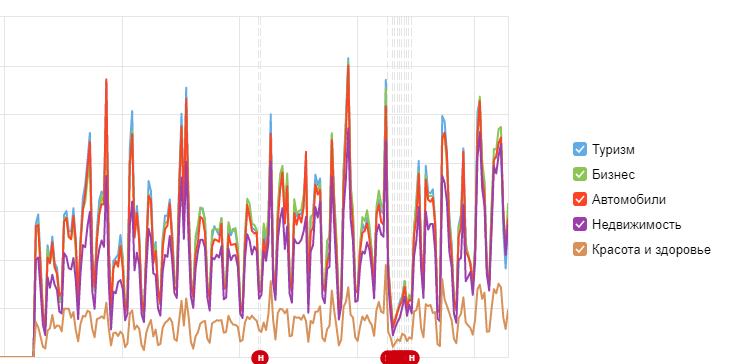 Туризм
Бизнес
Автомобили
Недвижимость
Красота и здоровье
н
н